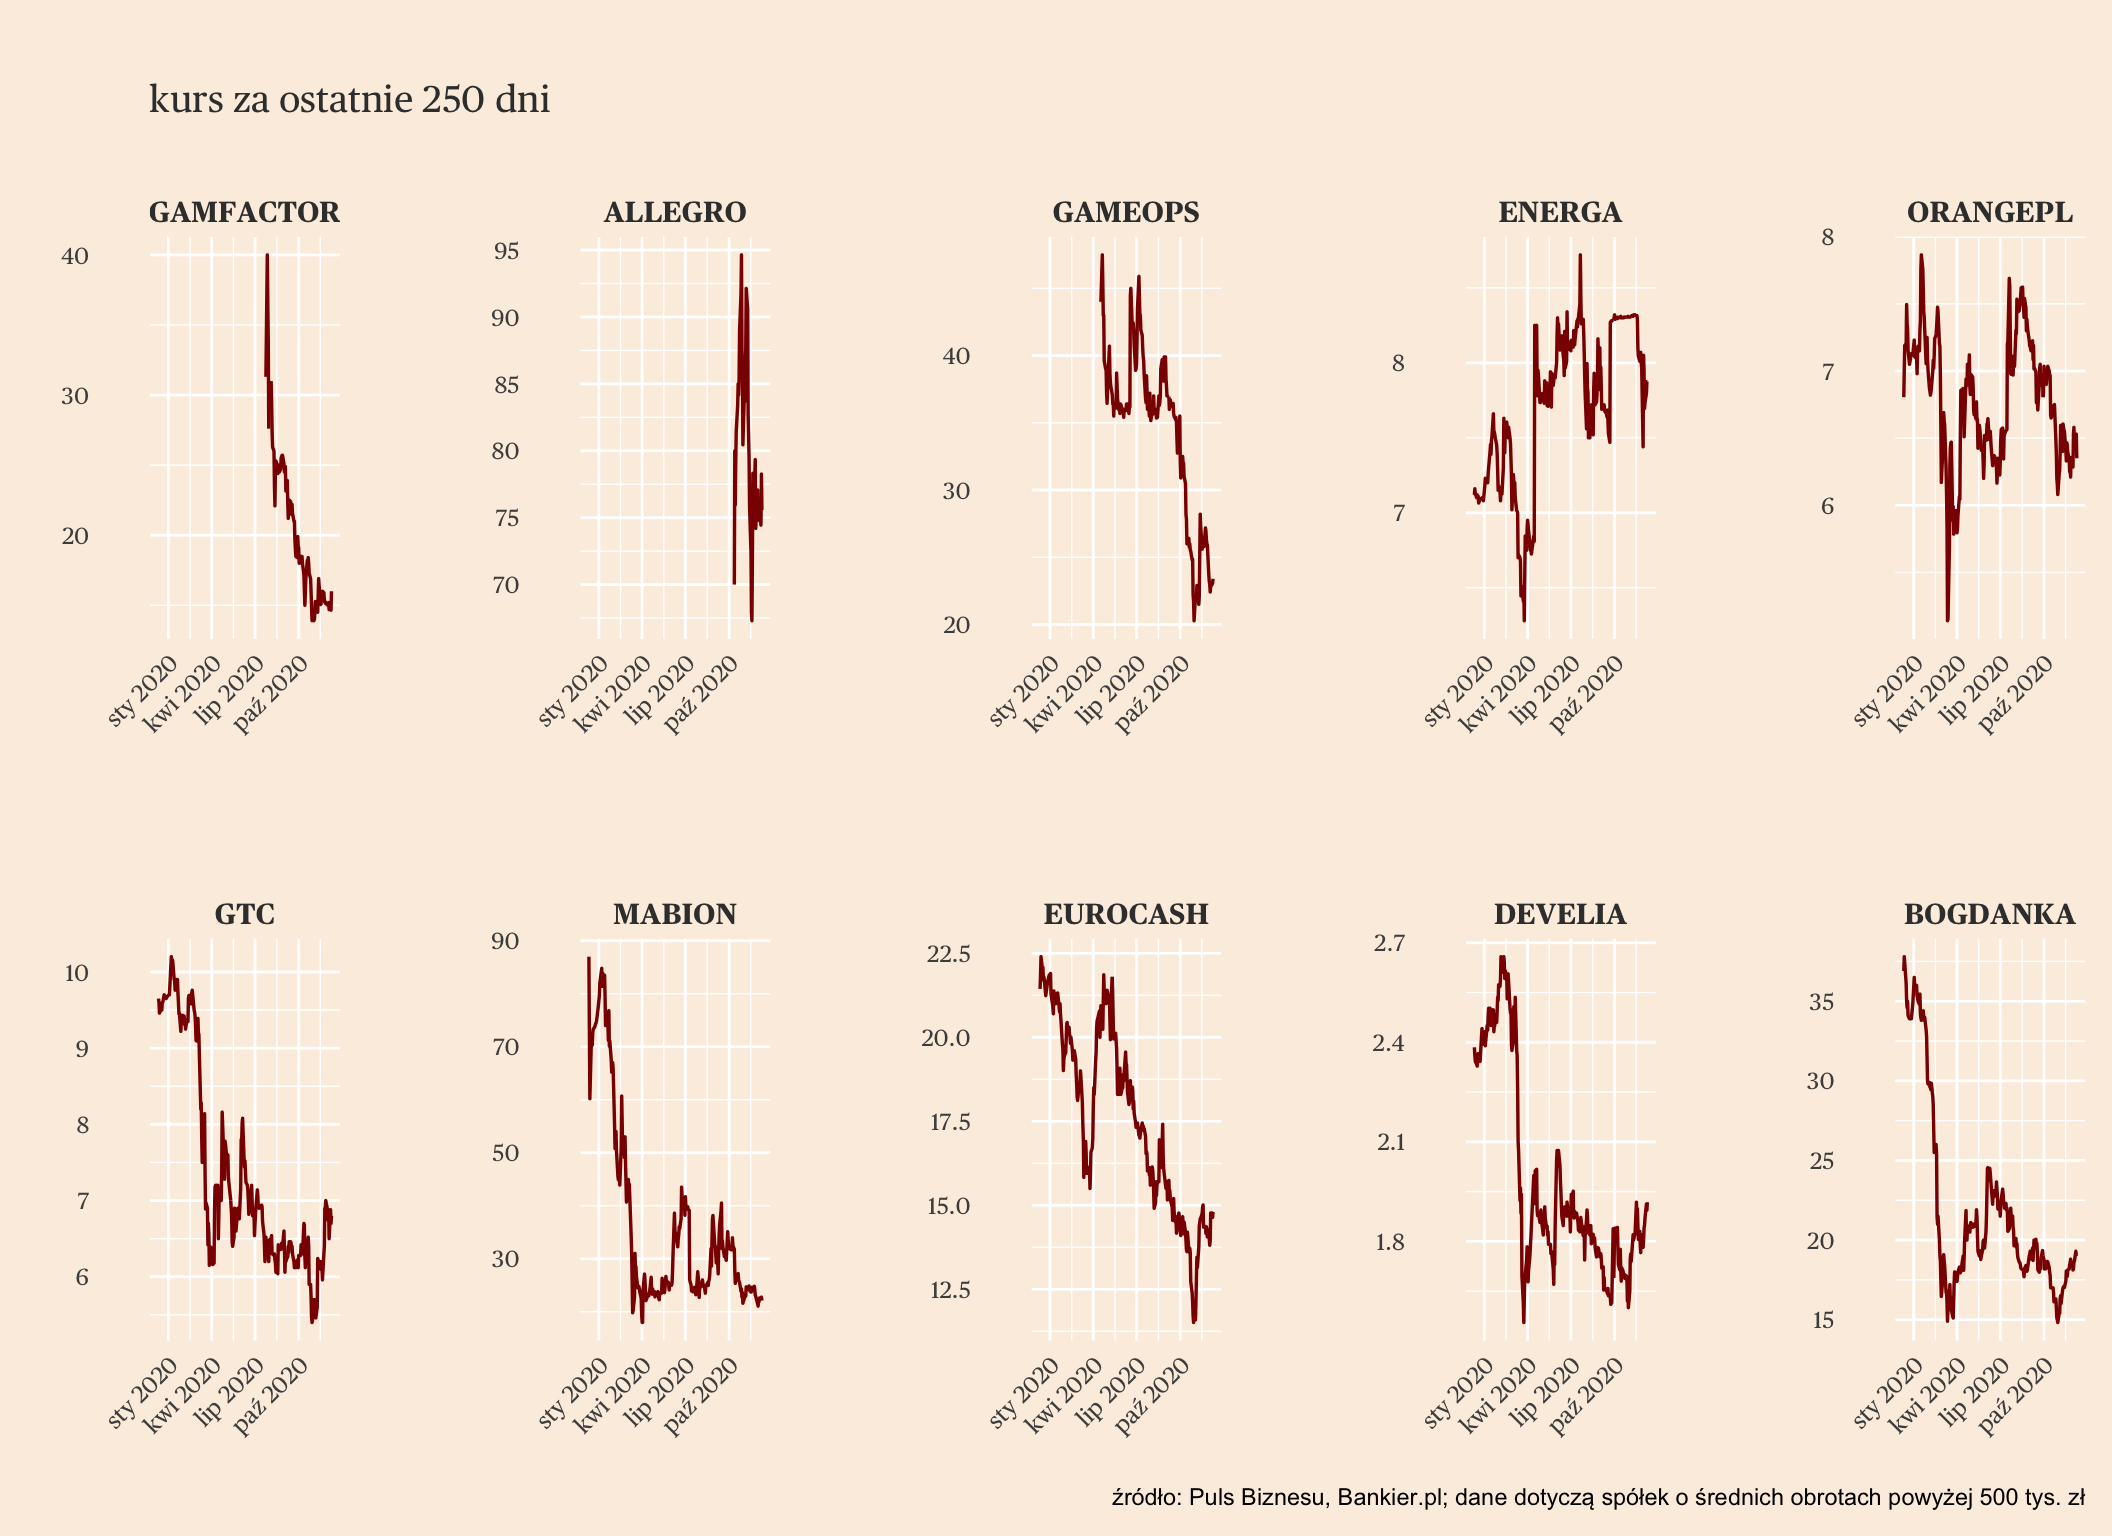 kurs za ostatnie 250 dni
GAMFACTOR
40
30
20
sty 2020
kwi 2020
lip 2020
paź 2020
ALLEGRO
95
90
85
80
75
70
sty 2020
kwi 2020
lip 2020
paź 2020
GAMEOPS
40
30
20
sty 2020
kwi 2020
lip 2020
paź 2020
ENERGA
8
7
sty 2020
kwi 2020
lip 2020
paź 2020
ORANGEPL
8
7
6
sty 2020
kwi 2020
lip 2020
paź 2020
GTC
10
9
8
7
6
sty 2020
kwi 2020
lip 2020
paź 2020
MABION
90
70
50
30
sty 2020
kwi 2020
lip 2020
paź 2020
EUROCASH
22.5
20.0
17.5
15.0
12.5
sty 2020
kwi 2020
lip 2020
paź 2020
DEVELIA
2.7
2.4
2.1
1.8
sty 2020
kwi 2020
lip 2020
paź 2020
BOGDANKA
35
30
25
20
15
sty 2020
kwi 2020
lip 2020
paź 2020
źródło: Puls Biznesu, Bankier.pl; dane dotyczą spółek o średnich obrotach powyżej 500 tys. zł